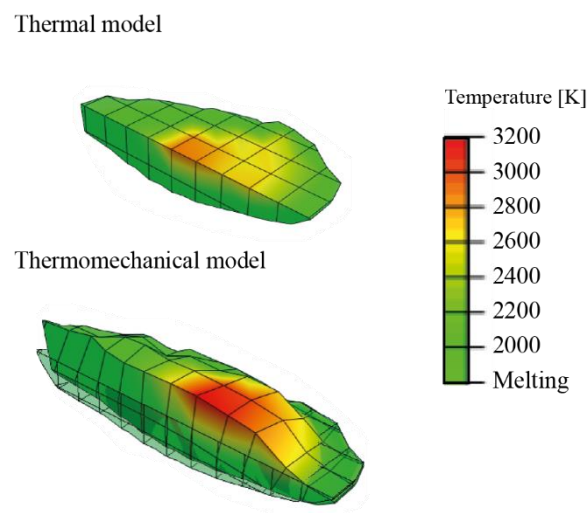 Thermal model
Temperature [K]
3200
3000
2800
2600
2400
2200
2000
Melting
Thermomechanical model